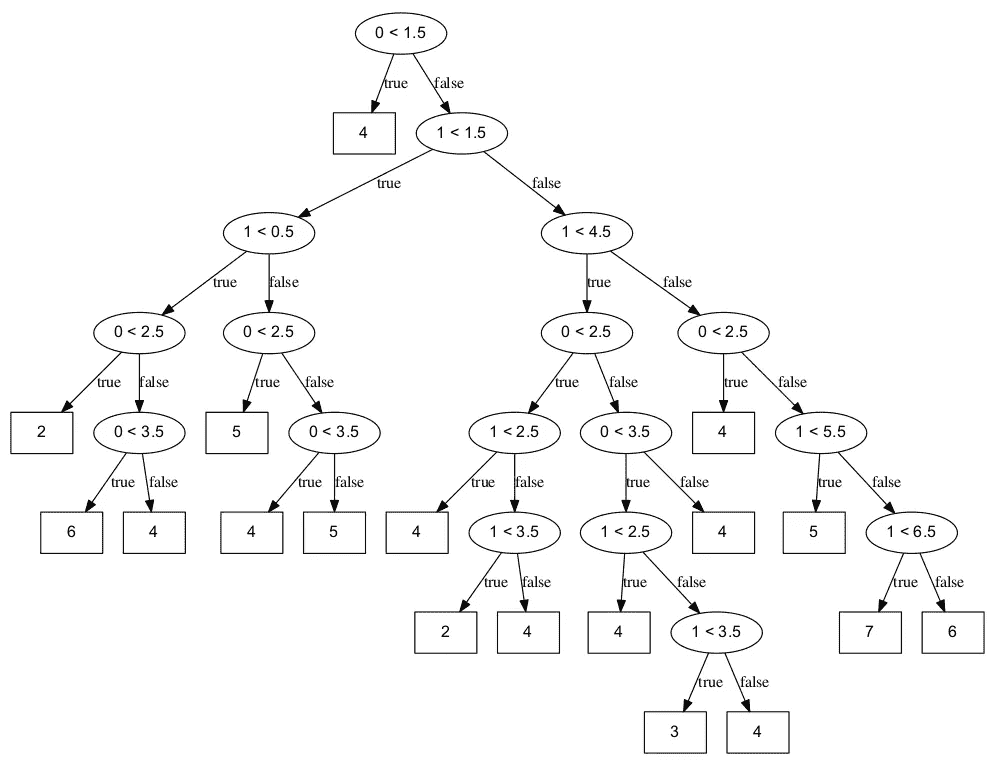 0 < 1.5
true
false
4
1 < 1.5
true
false
1 < 0.5
1 < 4.5
true
false
true
false
0 < 2.5
0 < 2.5
0 < 2.5
0 < 2.5
true
false
true
false
true
false
true
false
2
0 < 3.5
5
0 < 3.5
1 < 2.5
0 < 3.5
4
1 < 5.5
true
false
true
false
true
false
true
false
true
false
6
4
4
5
4
1 < 3.5
1 < 2.5
4
5
1 < 6.5
true
false
true
false
true
false
2
4
4
1 < 3.5
7
6
true
false
3
4